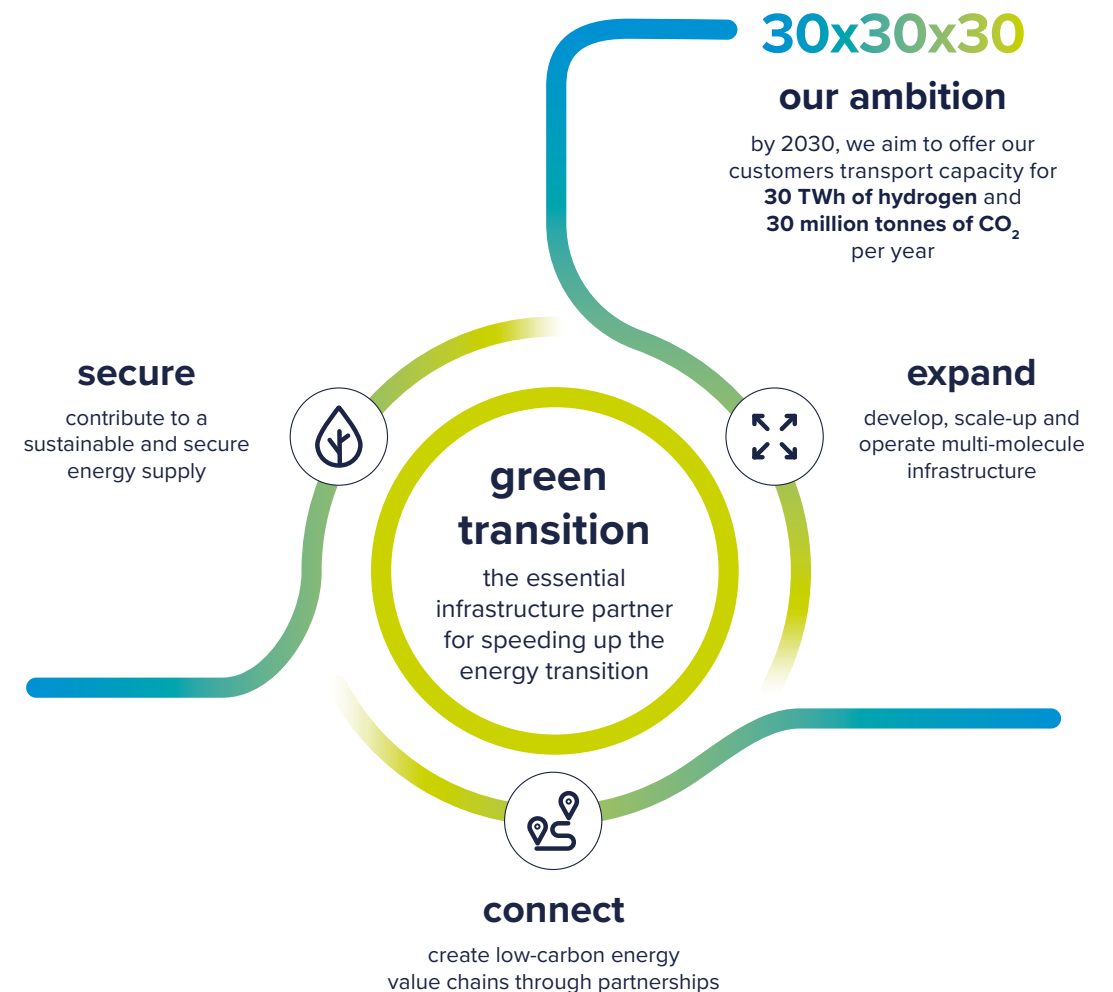 30x30x30
our ambition
by 2030, we aim to offer our
customers transport capacity for
30 TWh of hydrogen and
30 million tonnes of CO₂
per year
secure
contribute to a
sustainable and secure
energy supply
expand
develop, scale-up and
operate multi-molecule
infrastructure
green
transition
the essential
infrastructure partner
for speeding up the
energy transition
connect
create low-carbon energy
value chains through partnerships